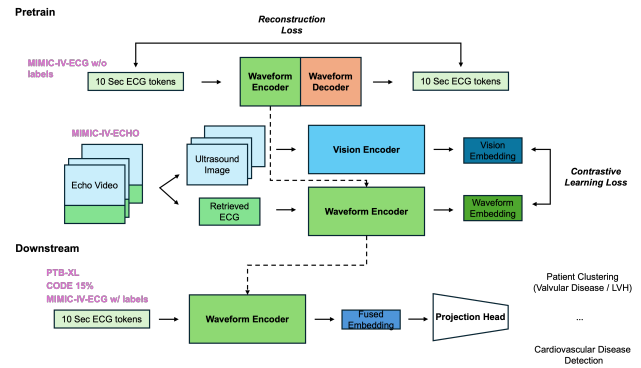 Pretrain
Reconstruction
Loss
MIMIC-IV-ECG w/o
labels
10 Sec ECG tokens
Waveform
Encoder
Waveform
Decoder
10 Sec ECG tokens
MIMIC-IV-ECHO
Echo Video
Ultrasound
Image
Vision Encoder
Vision
Embedding
Contrastive
Learning Loss
Retrieved
ECG
Waveform Encoder
Waveform
Embedding
Downstream
PTB-XL
CODE 15%
MIMIC-IV-ECG w/ labels
10 Sec ECG tokens
Waveform Encoder
Fused
Embedding
Projection Head
Patient Clustering
(Valvular Disease / LVH)
...
Cardiovascular Disease
Detection